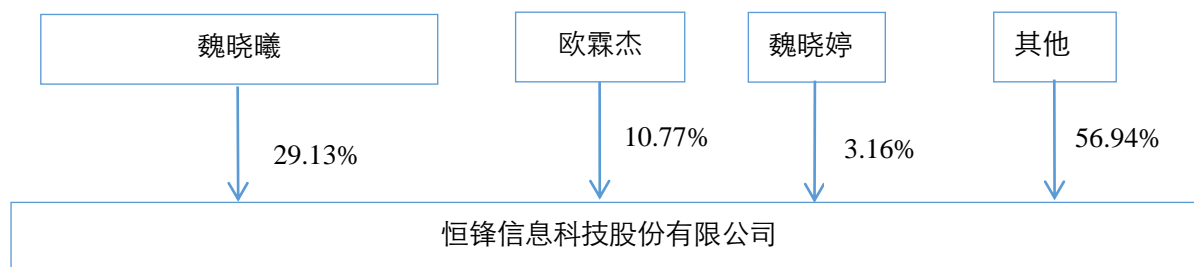 魏晓曦
欧霖杰
魏晓婷
其他
29.13%
10.77%
3.16%
56.94%
恒锋信息科技股份有限公司